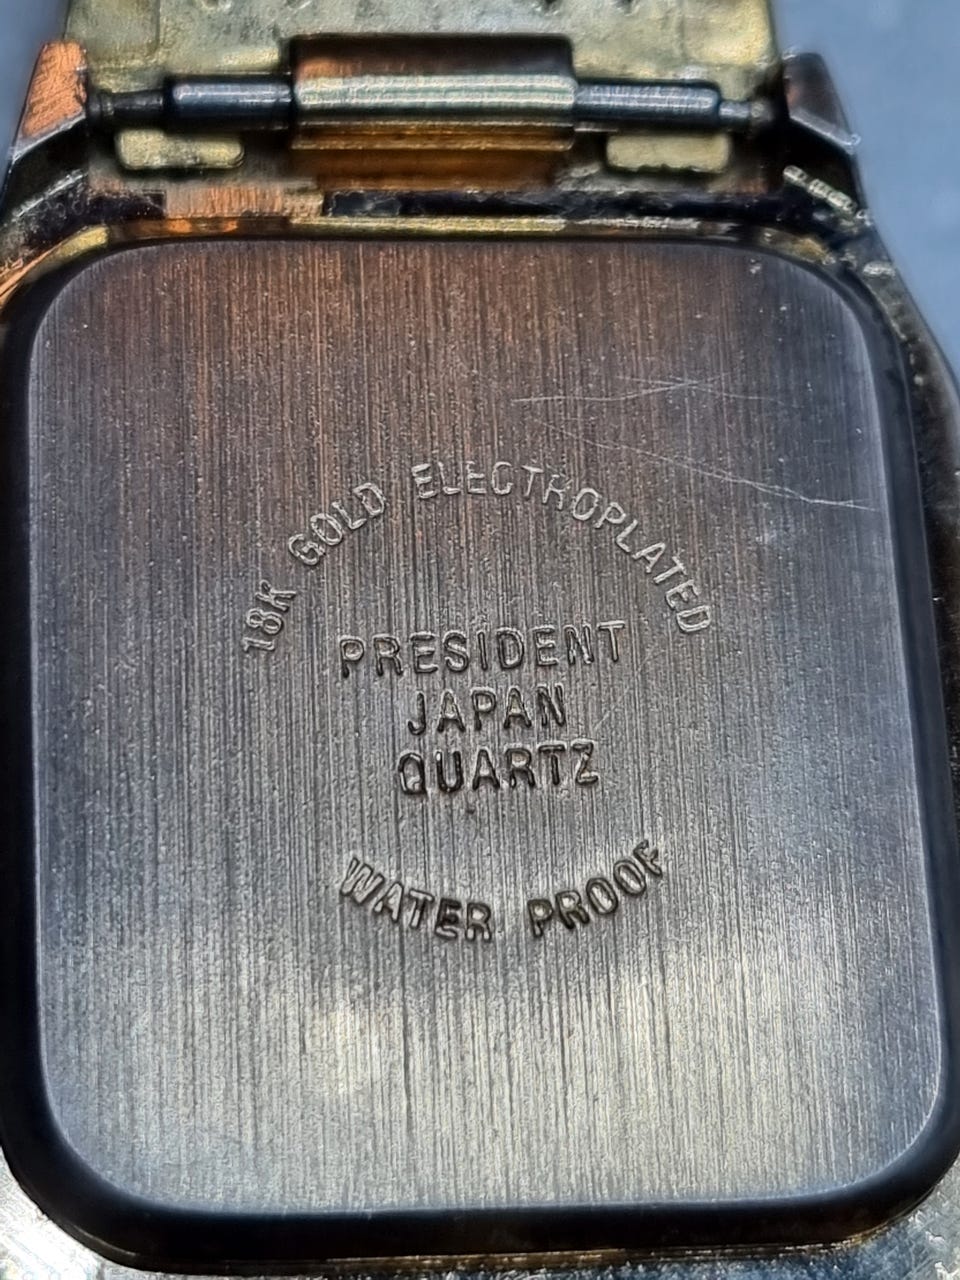 18K GOLD ELECTROPLATED
PRESIDENT
JAPAN
QUARTZ
WATER PROOF